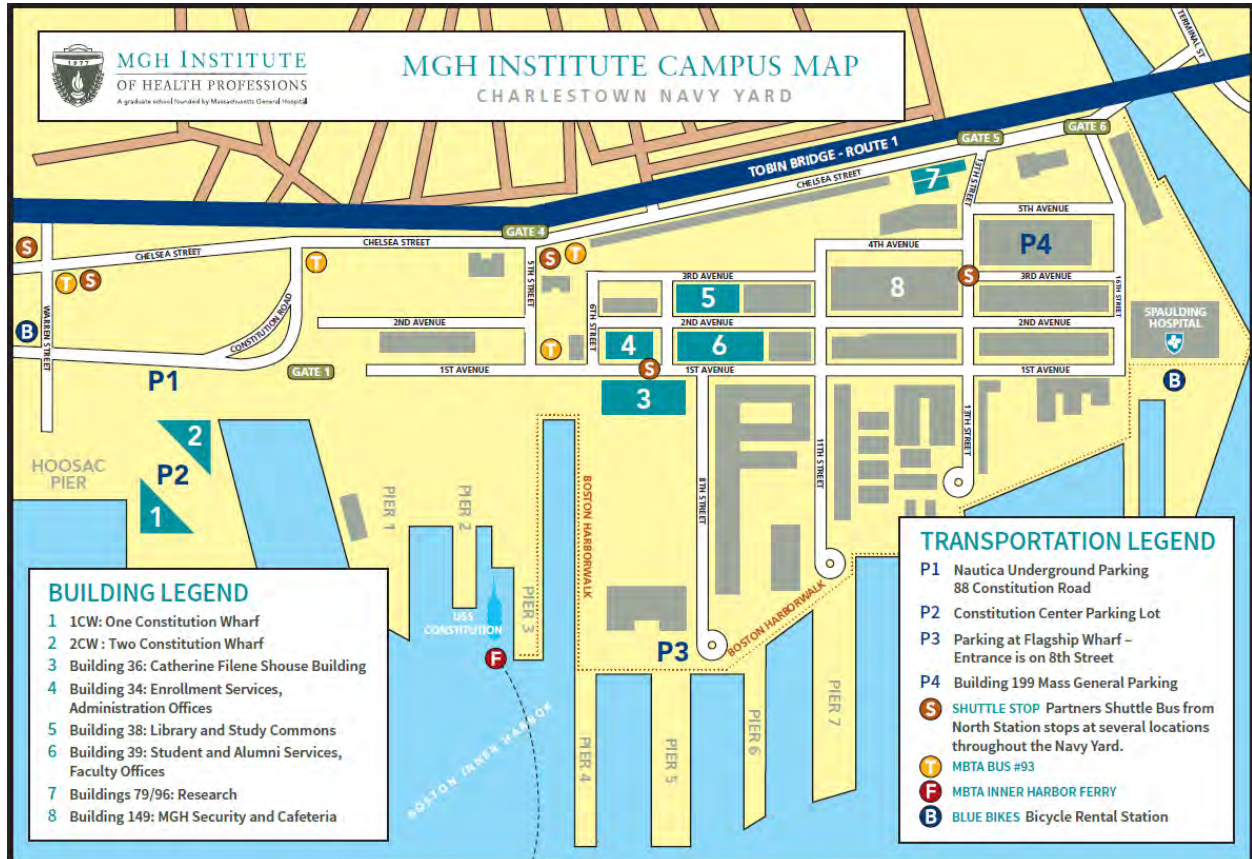 1977
MGH INSTITUTE
OF HEALTH PROFESSIONS
A graduate school founded by Massachusetts General Hospital
MGH INSTITUTE CAMPUS MAP
CHARLESTOWN NAVY YARD
TERMINAL ST
GATE 6
GATE 5
TOBIN BRIDGE - ROUTE 1
CHELSEA STREET
7
13TH STREET
5TH AVENUE
P4
GATE 4
CHELSEA STREET
CHELSEA STREET
4TH AVENUE
S
T
S
T
S
T
S
5TH STREET
3RD AVENUE
3RD AVENUE
5
8
16TH STREET
6TH STREET
B
WARREN STREET
CONSTITUTION ROAD
2ND AVENUE
2ND AVENUE
2ND AVENUE
SPAULDING
HOSPITAL
T
4
6
P1
GATE 1
1ST AVENUE
S
1ST AVENUE
1ST AVENUE
B
3
2
P2
HOOSAC
PIER
1
13TH STREET
11TH STREET
8TH STREET
BOSTON HARBORWALK
PIER 1
PIER 2
PIER 3
USS
CONSTITUTION
F
P3
BOSTON HARBORWALK
BOSTON INNER HARBOR
PIER 4
PIER 5
PIER 6
PIER 7
BUILDING LEGEND
1 1CW: One Constitution Wharf
2 2CW : Two Constitution Wharf
3 Building 36: Catherine Filene Shouse Building
4 Building 34: Enrollment Services,
Administration Offices
5 Building 38: Library and Study Commons
6 Building 39: Student and Alumni Services,
Faculty Offices
7 Buildings 79/96: Research
8 Building 149: MGH Security and Cafeteria
TRANSPORTATION LEGEND
P1 Nautica Underground Parking
88 Constitution Road
P2 Constitution Center Parking Lot
P3 Parking at Flagship Wharf –
Entrance is on 8th Street
P4 Building 199 Mass General Parking
S SHUTTLE STOP Partners Shuttle Bus from
North Station stops at several locations
throughout the Navy Yard.
T MBTA BUS #93
F MBTA INNER HARBOR FERRY
B BLUE BIKES Bicycle Rental Station